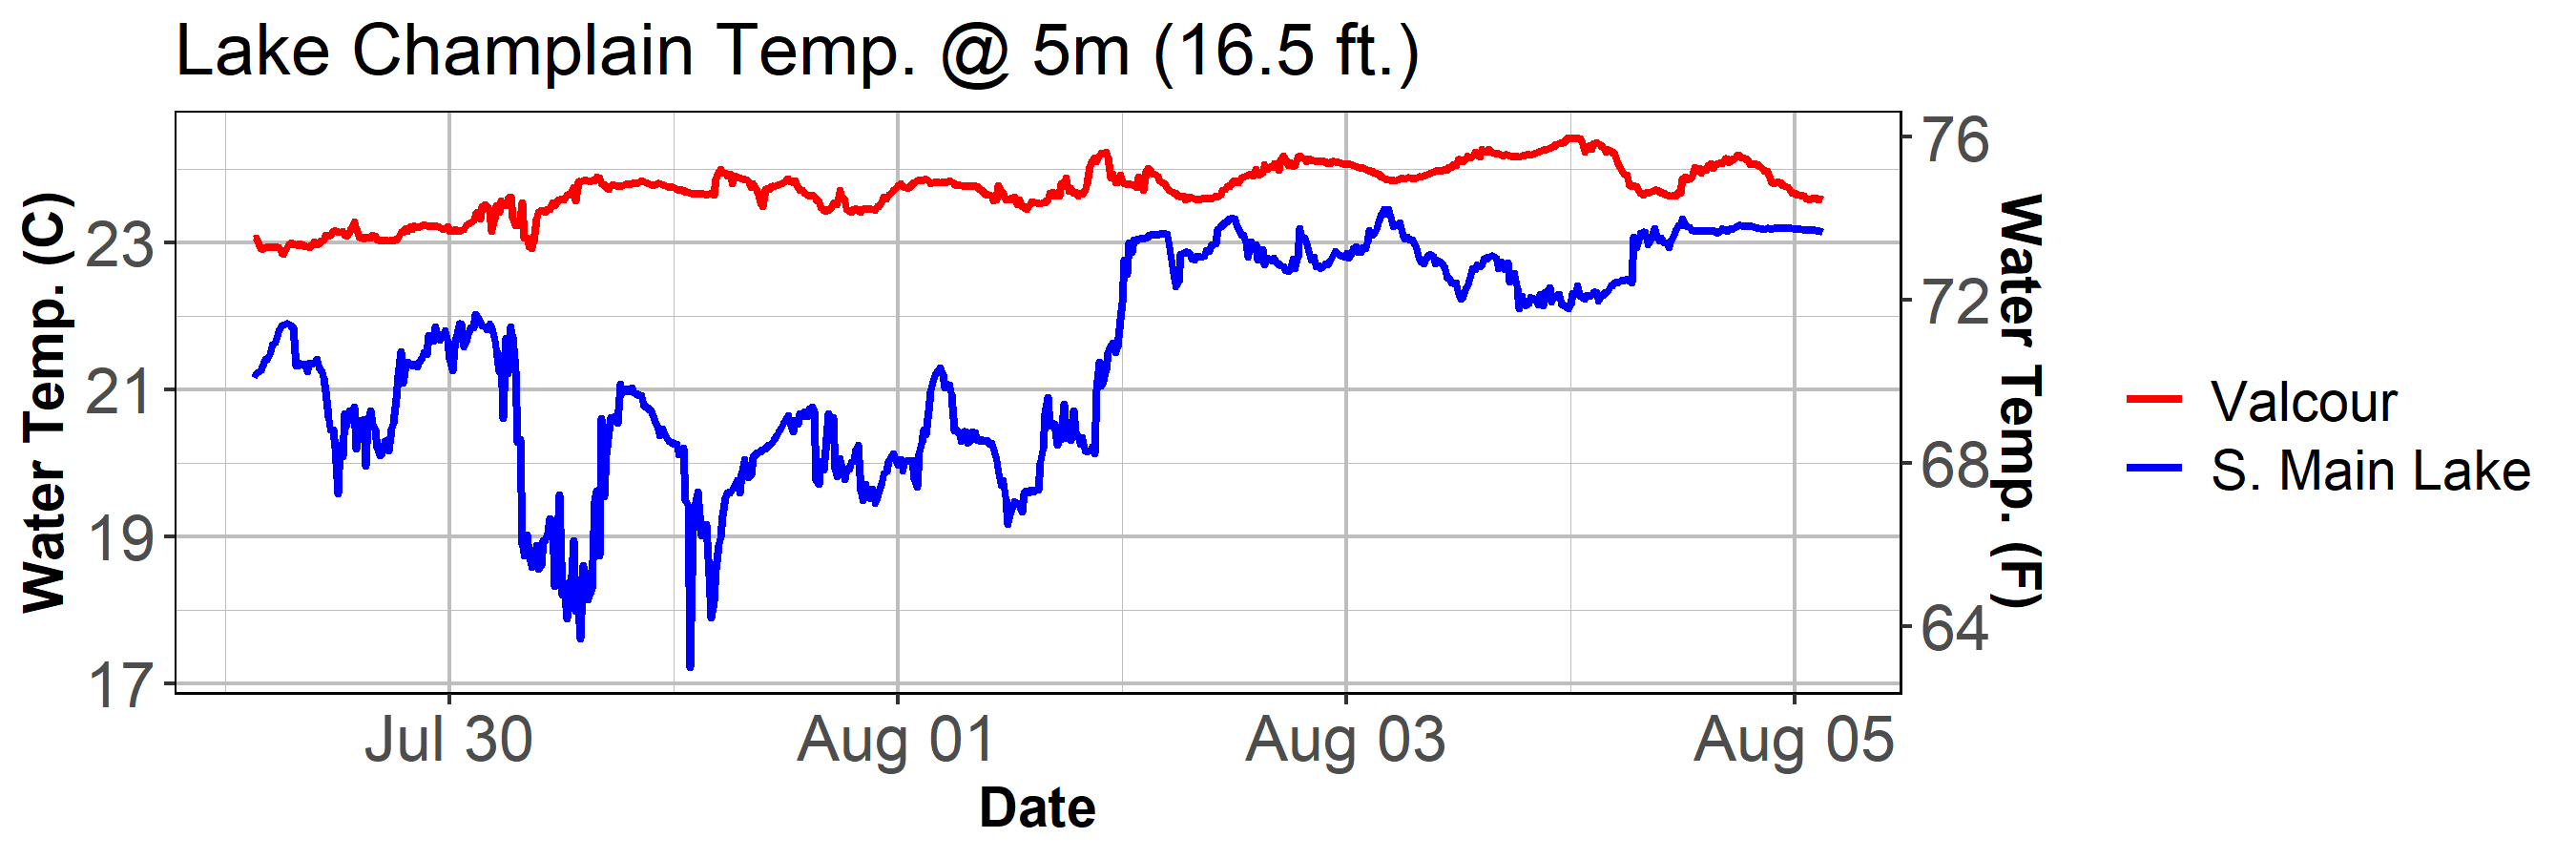 Lake Champlain Temp. @ 5m (16.5 ft.)
Water Temp. (C)
23
21
19
17
76
72
68
64
Water Temp. (F)
Jul 30
Aug 01
Aug 03
Aug 05
Date
Valcour
S. Main Lake